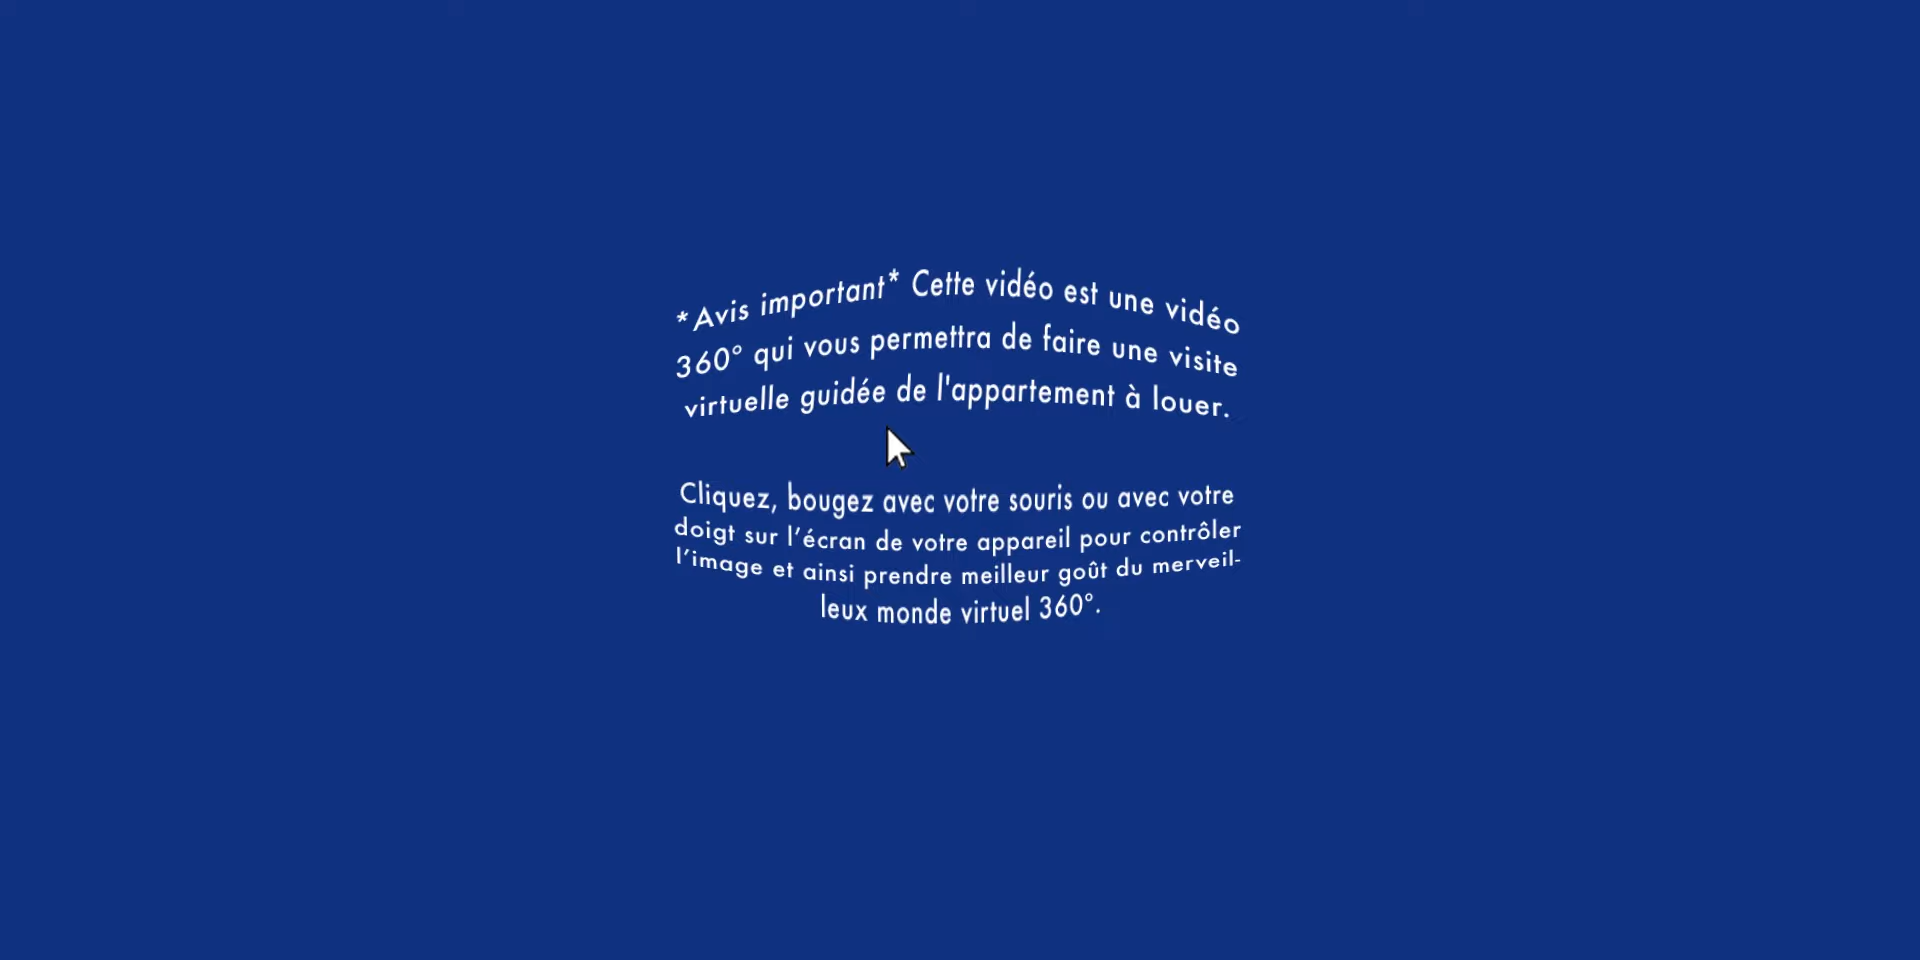 *Avis important* Cette vidéo est une vidéo
360° qui vous permettra de faire une visite
virtuelle guidée de l'appartement à louer.
Cliquez, bougez avec votre souris ou avec votre
doigt sur l’écran de votre appareil pour contrôler
l’image et ainsi prendre meilleur goût du merveil-
leux monde virtuel 360°.